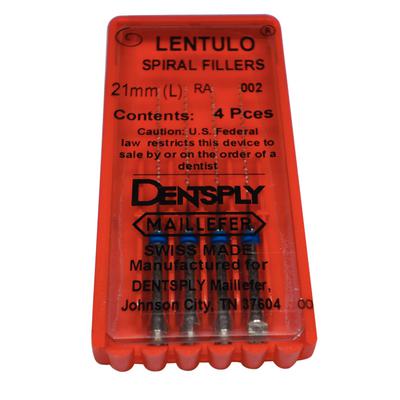 LENTULO ®
SPIRAL FILLERS
21mm (L) RA 002
Contents: 4 Pces
Caution: U.S. Federal
law restricts this device to
sale by or on the order of a
dentist
DENTSPLY
MAILLEFER
SWISS MADE
Manufactured for
DENTSPLY Maillefer,
Johnson City, TN 37604